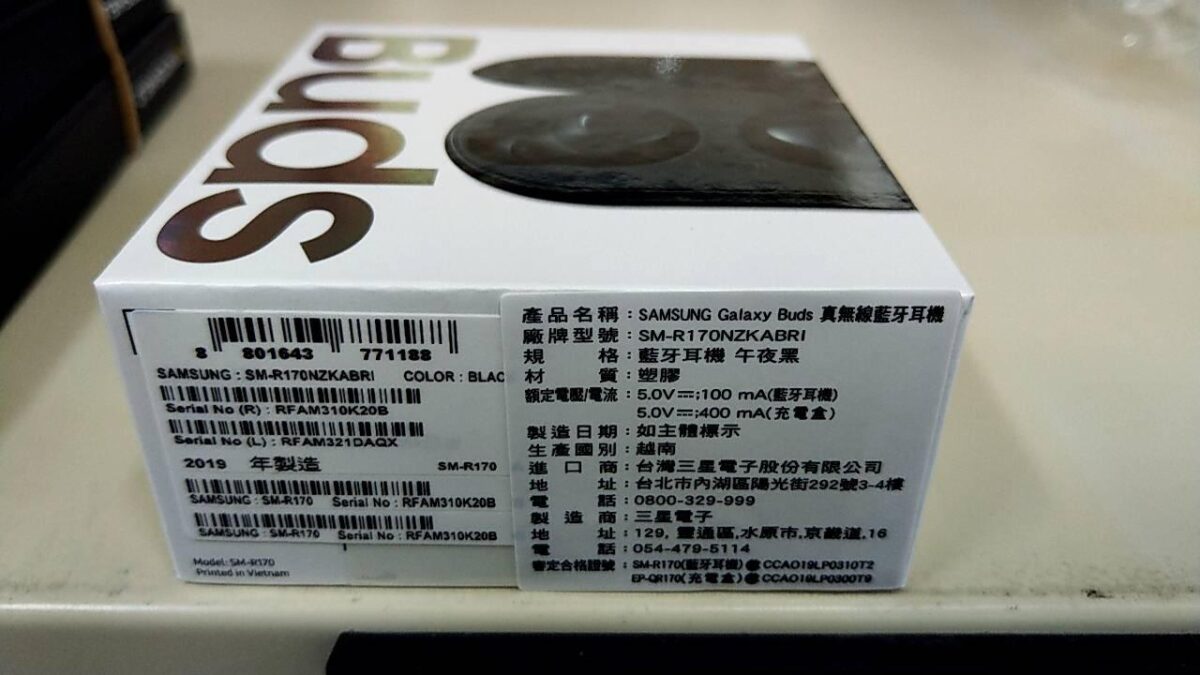 Buds
8 801643 771188
SAMSUNG : SM-R170NZKABRI COLOR : BLAC
Serial No (R) : RFAM310K20B
Serial No (L) : RFAM321DAQX
2019 年製造 SM-R170
SAMSUNG : SM-R170 Serial No : RFAM310K20B
SAMSUNG : SM-R170 Serial No : RFAM310K20B
Model: SM-R170
Printed in Vietnam
產品名稱：SAMSUNG Galaxy Buds 真無線藍牙耳機
廠牌型號：SM-R170NZKABRI
規格：藍牙耳機 午夜黑
材質：塑膠
額定電壓/電流：5.0V⎓;100 mA(藍牙耳機)
5.0V⎓;400 mA(充電盒)
製造日期：如主體標示
生產國別：越南
進口商：台灣三星電子股份有限公司
地址：台北市內湖區陽光街292號3-4樓
電話：0800-329-999
製造商：三星電子
地址：129, 靈通區,水原市,京畿道,16
電話：054-479-5114
審定合格證號：SM-R170(藍牙耳機) CCAO19LP0310T2
EP-QR170(充電盒) CCAO19LP0300T9